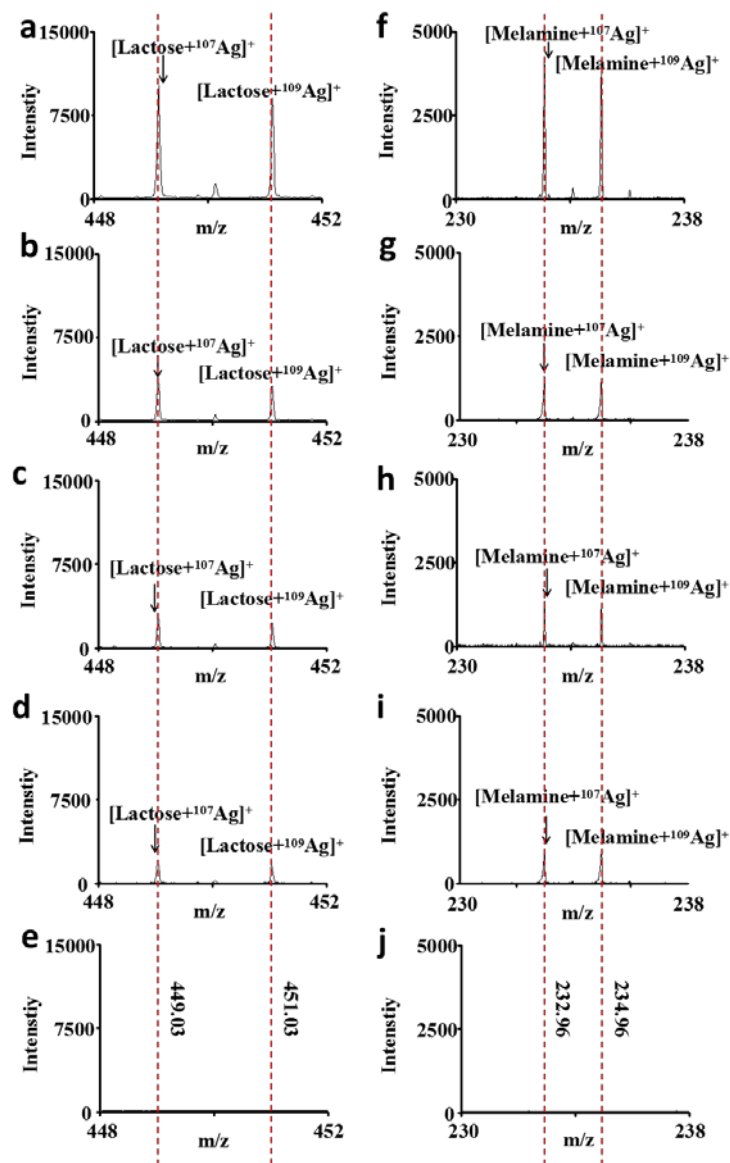 a
15000
7500
0
Intenstiy
[Lactose+¹⁰⁷Ag]⁺
[Lactose+¹⁰⁹Ag]⁺
448
452
m/z
f
5000
2500
0
Intenstiy
[Melamine+¹⁰⁷Ag]⁺
[Melamine+¹⁰⁹Ag]⁺
230
238
m/z
b
15000
7500
0
Intenstiy
[Lactose+¹⁰⁷Ag]⁺
[Lactose+¹⁰⁹Ag]⁺
448
452
m/z
g
5000
2500
0
Intenstiy
[Melamine+¹⁰⁷Ag]⁺
[Melamine+¹⁰⁹Ag]⁺
230
238
m/z
c
15000
7500
0
Intenstiy
[Lactose+¹⁰⁷Ag]⁺
[Lactose+¹⁰⁹Ag]⁺
448
452
m/z
h
5000
2500
0
Intenstiy
[Melamine+¹⁰⁷Ag]⁺
[Melamine+¹⁰⁹Ag]⁺
230
238
m/z
d
15000
7500
0
Intenstiy
[Lactose+¹⁰⁷Ag]⁺
[Lactose+¹⁰⁹Ag]⁺
448
452
m/z
i
5000
2500
0
Intenstiy
[Melamine+¹⁰⁷Ag]⁺
[Melamine+¹⁰⁹Ag]⁺
230
238
m/z
e
15000
7500
0
Intenstiy
449.03
451.03
448
452
m/z
j
5000
2500
0
Intenstiy
232.96
234.96
230
238
m/z